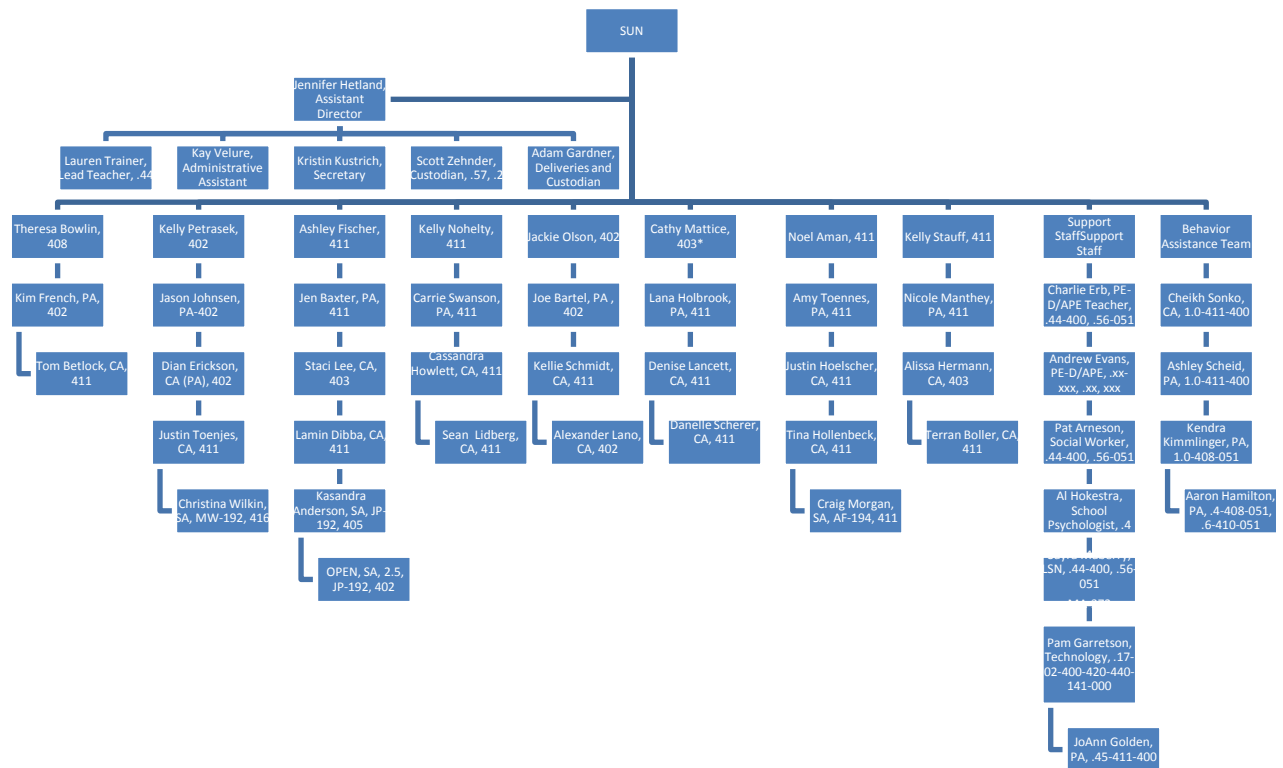 SUN
Jennifer Hetland,
Assistant
Director
Lauren Trainer,
Lead Teacher, .44
Kay Velure,
Administrative
Assistant
Kristin Kustrich,
Secretary
Scott Zehnder,
Custodian, .57, .2
Adam Gardner,
Deliveries and
Custodian
Theresa Bowlin,
408
Kim French, PA,
402
Tom Betlock, CA,
411
Kelly Petrasek,
402
Jason Johnsen,
PA-402
Dian Erickson,
CA (PA), 402
Justin Toenjes,
CA, 411
Christina Wilkin,
SA, MW-192, 416
Ashley Fischer,
411
Jen Baxter, PA,
411
Staci Lee, CA,
403
Lamin Dibba, CA,
411
Kasandra
Anderson, SA, JP-
192, 405
OPEN, SA, 2.5,
JP-192, 402
Kelly Nohelty,
411
Carrie Swanson,
PA, 411
Cassandra
Howlett, CA, 411
Sean Lidberg,
CA, 411
Jackie Olson, 402
Joe Bartel, PA ,
402
Kellie Schmidt,
CA, 411
Alexander Lano,
CA, 402
Cathy Mattice,
403*
Lana Holbrook,
PA, 411
Denise Lancett,
CA, 411
Danelle Scherer,
CA, 411
Noel Aman, 411
Amy Toennes,
PA, 411
Justin Hoelscher,
CA, 411
Tina Hollenbeck,
CA, 411
Craig Morgan,
SA, AF-194, 411
Kelly Stauff, 411
Nicole Manthey,
PA, 411
Alissa Hermann,
CA, 403
Terran Boller, CA,
411
Support
StaffSupport
Staff
Charlie Erb, PE-
D/APE Teacher,
.44-400, .56-051
Andrew Evans,
PE-D/APE, .xx-
xxx, .xx, xxx
Pat Arneson,
Social Worker,
.44-400, .56-051
Al Hokestra,
School
Psychologist, .4
LSN, .44-400, .56-
051
Pam Garretson,
Technology, .17-
02-400-420-440-
141-000
JoAnn Golden,
PA, .45-411-400
Behavior
Assistance Team
Cheikh Sonko,
CA, 1.0-411-400
Ashley Scheid,
PA, 1.0-411-400
Kendra
Kimmlinger, PA,
1.0-408-051
Aaron Hamilton,
PA, .4-408-051,
.6-410-051